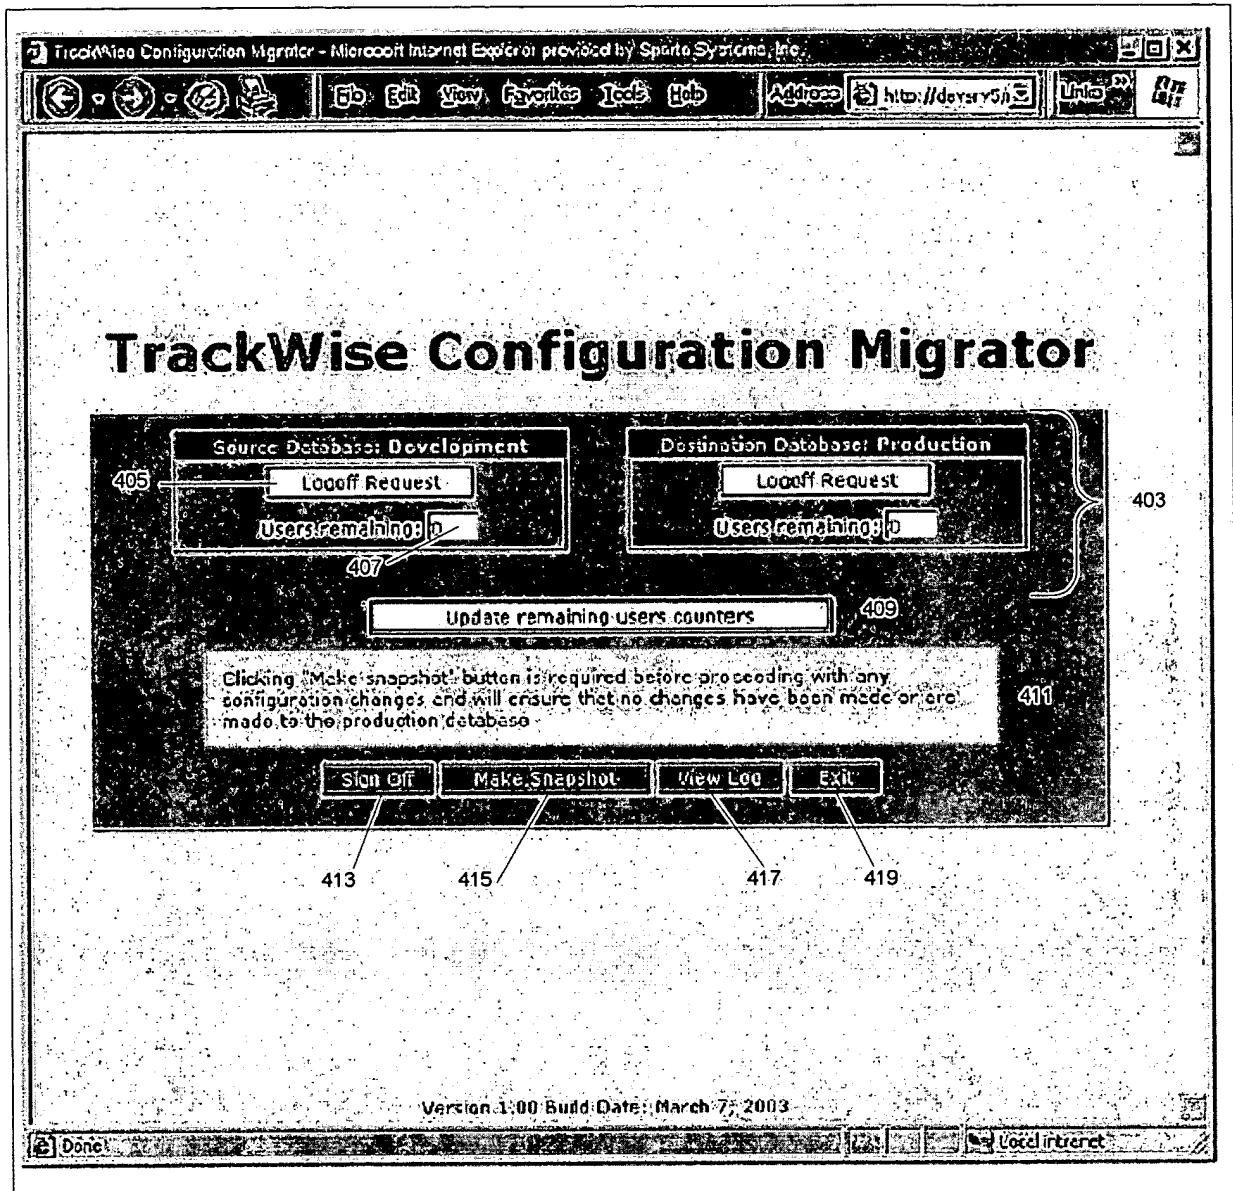 TrackWise Configuration Migrator - Microsoft Internet Explorer provided by Sparta Systems, Inc.
File Edit View Favorites Tools Help Address http://devsrv5/i Links
TrackWise Configuration Migrator
Source Database: Development
Destination Database: Production
405
Logoff Request
Logoff Request
403
Users remaining: 0
Users remaining: 0
407
Update remaining users counters
409
Clicking "Make snapshot" button is required before proceeding with any
configuration changes and will ensure that no changes have been made or are
made to the production database
411
Sign Off Make Snapshot View Log Exit
413 415 417 419
Version 1.00 Build Date: March 7, 2003
Done Local intranet